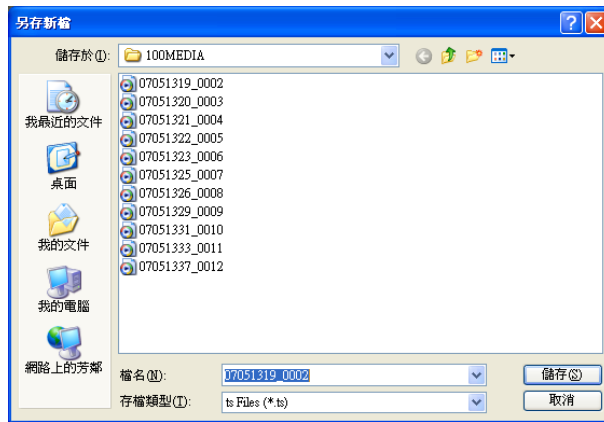 另存新檔
儲存於(I):
100MEDIA
我最近的文件
桌面
我的文件
我的電腦
網路上的芳鄰
07051319_0002
07051320_0003
07051321_0004
07051322_0005
07051323_0006
07051325_0007
07051326_0008
07051329_0009
07051331_0010
07051333_0011
07051337_0012
檔名(N):
07051319_0002
儲存(S)
存檔類型(T):
ts Files (*.ts)
取消